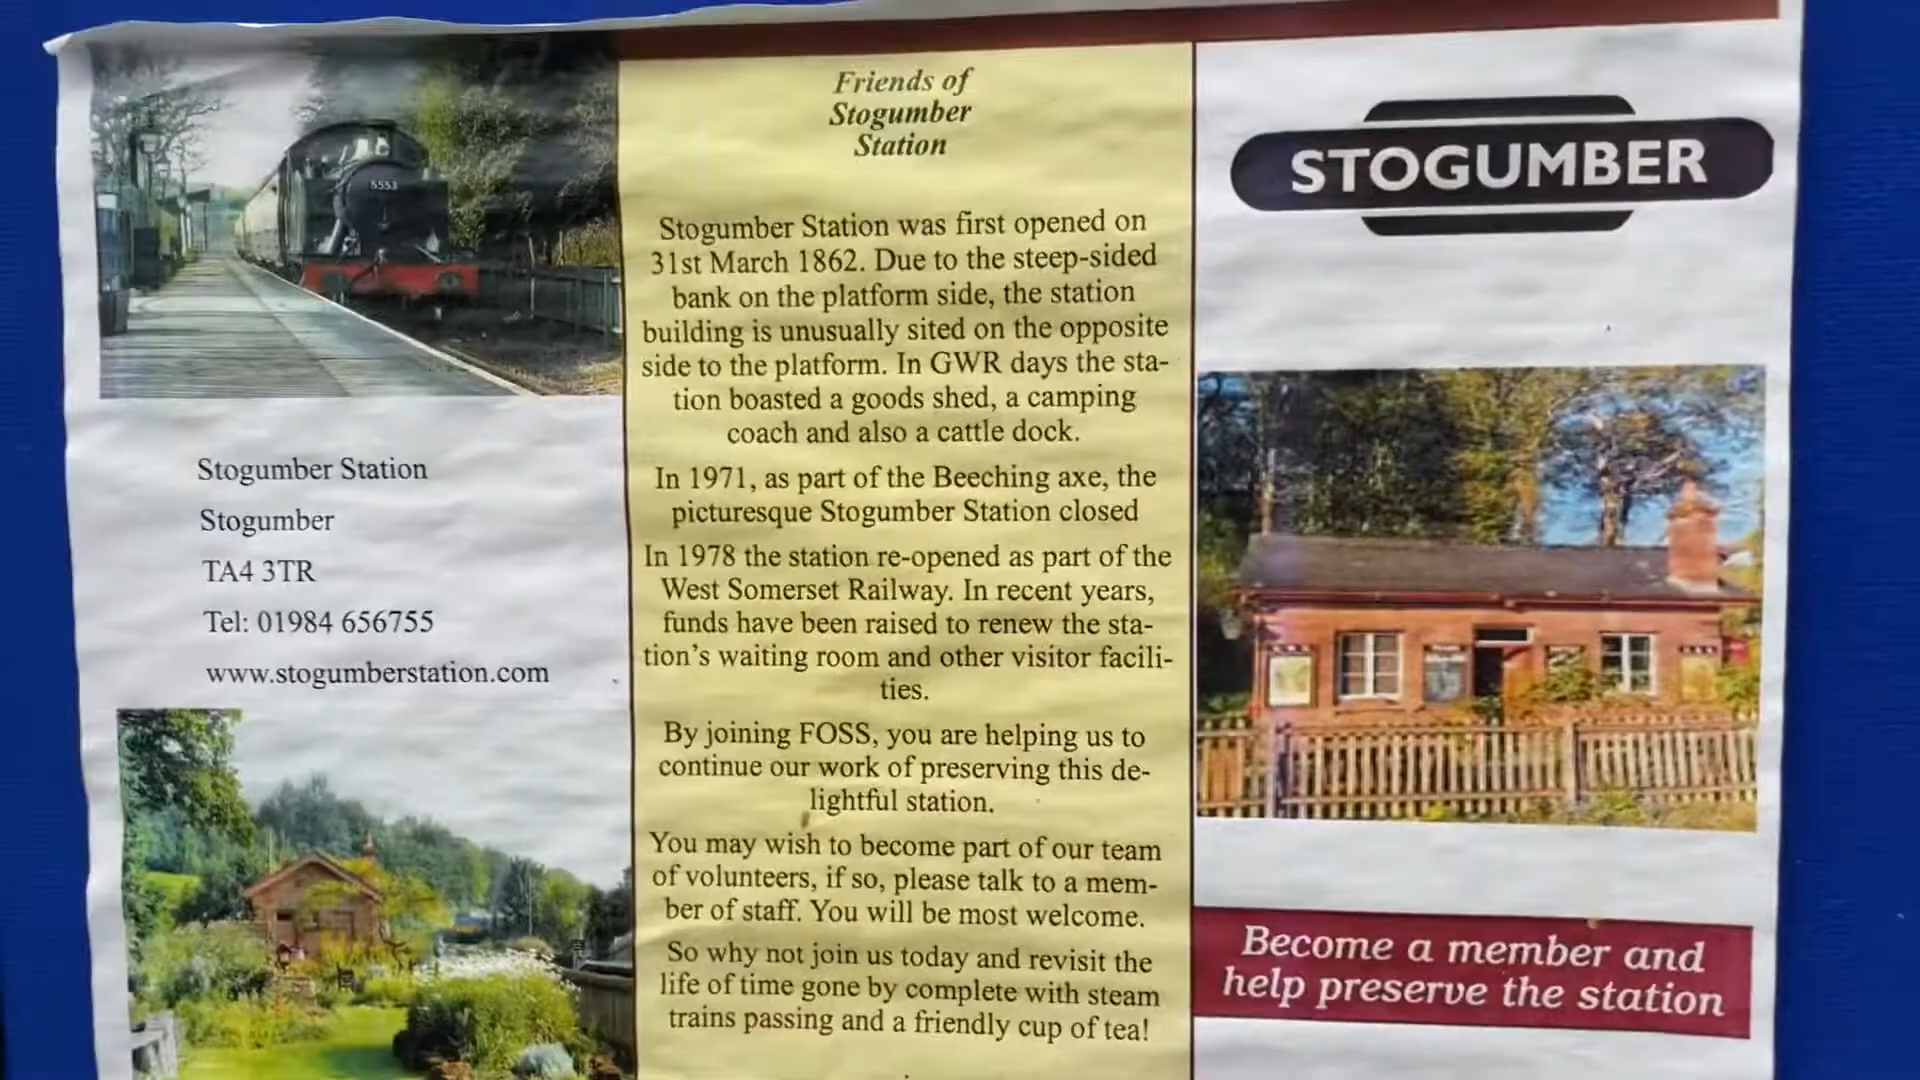 5553
Stogumber Station
Stogumber
TA4 3TR
Tel: 01984 656755
www.stogumberstation.com
Friends of
Stogumber
Station
Stogumber Station was first opened on
31st March 1862. Due to the steep-sided
bank on the platform side, the station
building is unusually sited on the opposite
side to the platform. In GWR days the sta-
tion boasted a goods shed, a camping
coach and also a cattle dock.
In 1971, as part of the Beeching axe, the
picturesque Stogumber Station closed
In 1978 the station re-opened as part of the
West Somerset Railway. In recent years,
funds have been raised to renew the sta-
tion's waiting room and other visitor facili-
ties.
By joining FOSS, you are helping us to
continue our work of preserving this de-
lightful station.
You may wish to become part of our team
of volunteers, if so, please talk to a mem-
ber of staff. You will be most welcome.
So why not join us today and revisit the
life of time gone by complete with steam
trains passing and a friendly cup of tea!
STOGUMBER
Become a member and
help preserve the station